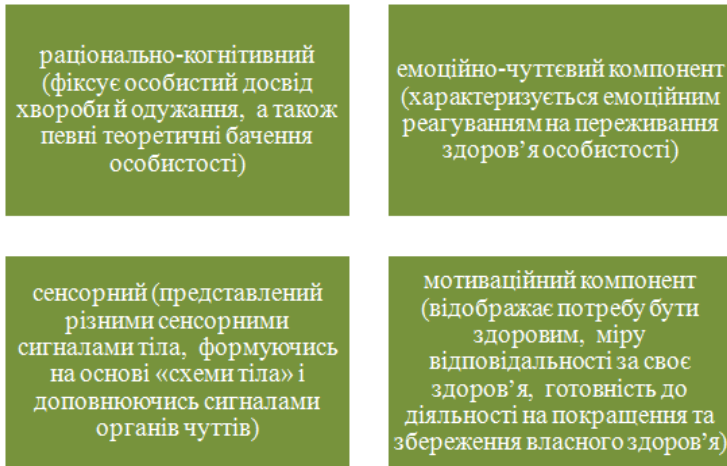 раціонально-когнітивний
(фіксує особистий досвід
хвороби й одужання, а також
певні теоретичні бачення
особистості)
емоційно-чуттєвий компонент
(характеризується емоційним
реагуванням на переживання
здоров’я особистості)
сенсорний (представлений
різними сенсорними
сигналами тіла, формуючись
на основі «схеми тіла» і
доповнюючись сигналами
органів чуттів)
мотиваційний компонент
(відображає потребу бути
здоровим, міру
відповідальності за своє
здоров’я, готовність до
діяльності на покращення та
збереження власного здоров’я)